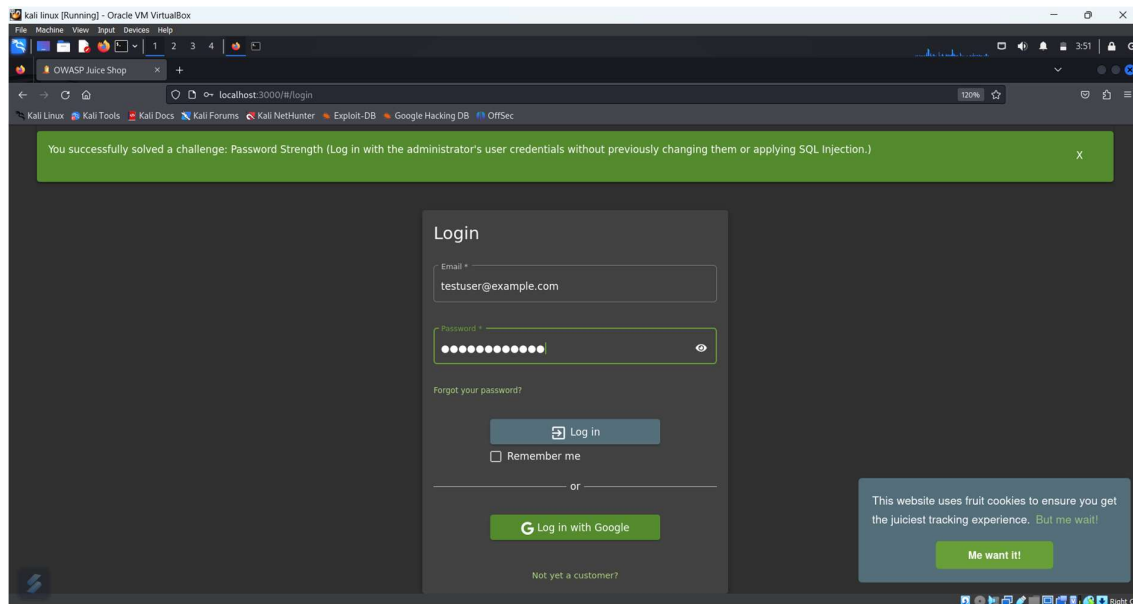 kali linux [Running] - Oracle VM VirtualBox
File Machine View Input Devices Help
1 2 3 4
3:51
OWASP Juice Shop
localhost:3000/#/login
120%
Kali Linux Kali Tools Kali Docs Kali Forums Kali NetHunter Exploit-DB Google Hacking DB OffSec
You successfully solved a challenge: Password Strength (Log in with the administrator's user credentials without previously changing them or applying SQL Injection.)
X
Login
Email *
testuser@example.com
Password *
Forgot your password?
Log in
Remember me
or
Log in with Google
Not yet a customer?
This website uses fruit cookies to ensure you get
the juiciest tracking experience. But me wait!
Me want it!
Right C